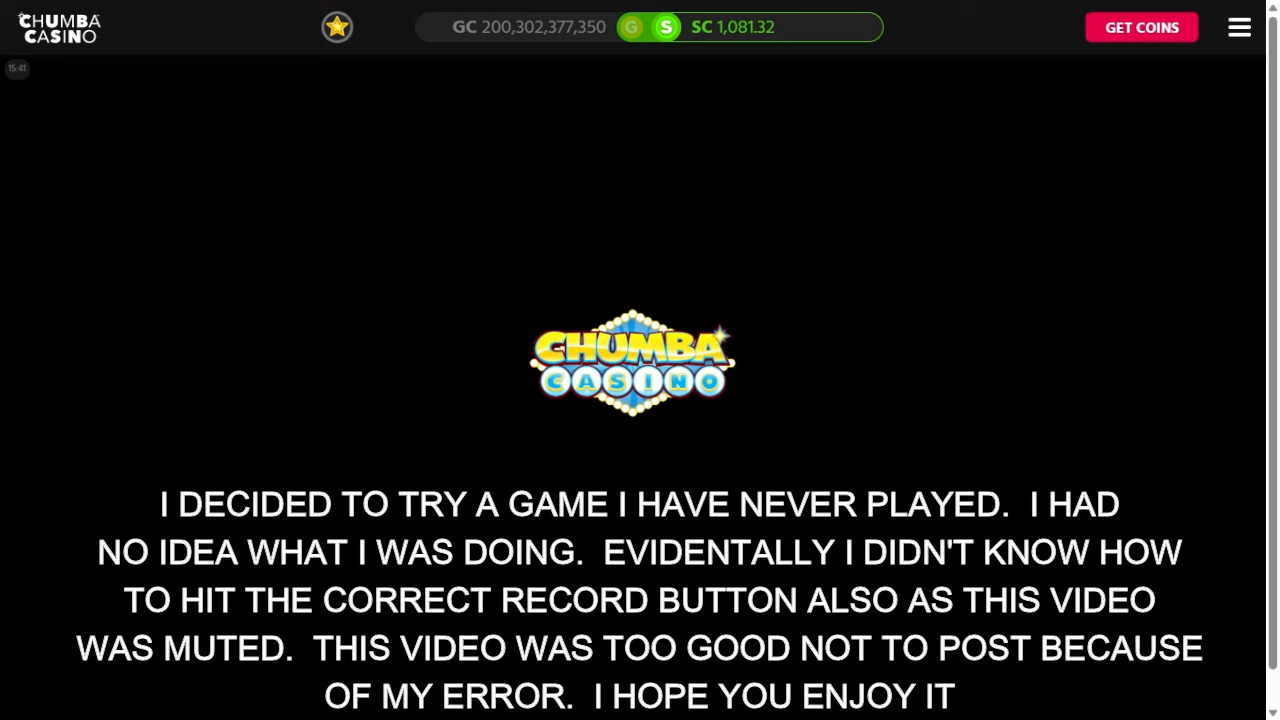 CHUMBA
CASINO
GC 200,302,377,350 G S SC 1,081.32
GET COINS
15:41
CHUMBA
CASINO
I DECIDED TO TRY A GAME I HAVE NEVER PLAYED.  I HAD
NO IDEA WHAT I WAS DOING.  EVIDENTALLY I DIDN'T KNOW HOW
TO HIT THE CORRECT RECORD BUTTON ALSO AS THIS VIDEO
WAS MUTED.  THIS VIDEO WAS TOO GOOD NOT TO POST BECAUSE
OF MY ERROR.  I HOPE YOU ENJOY IT